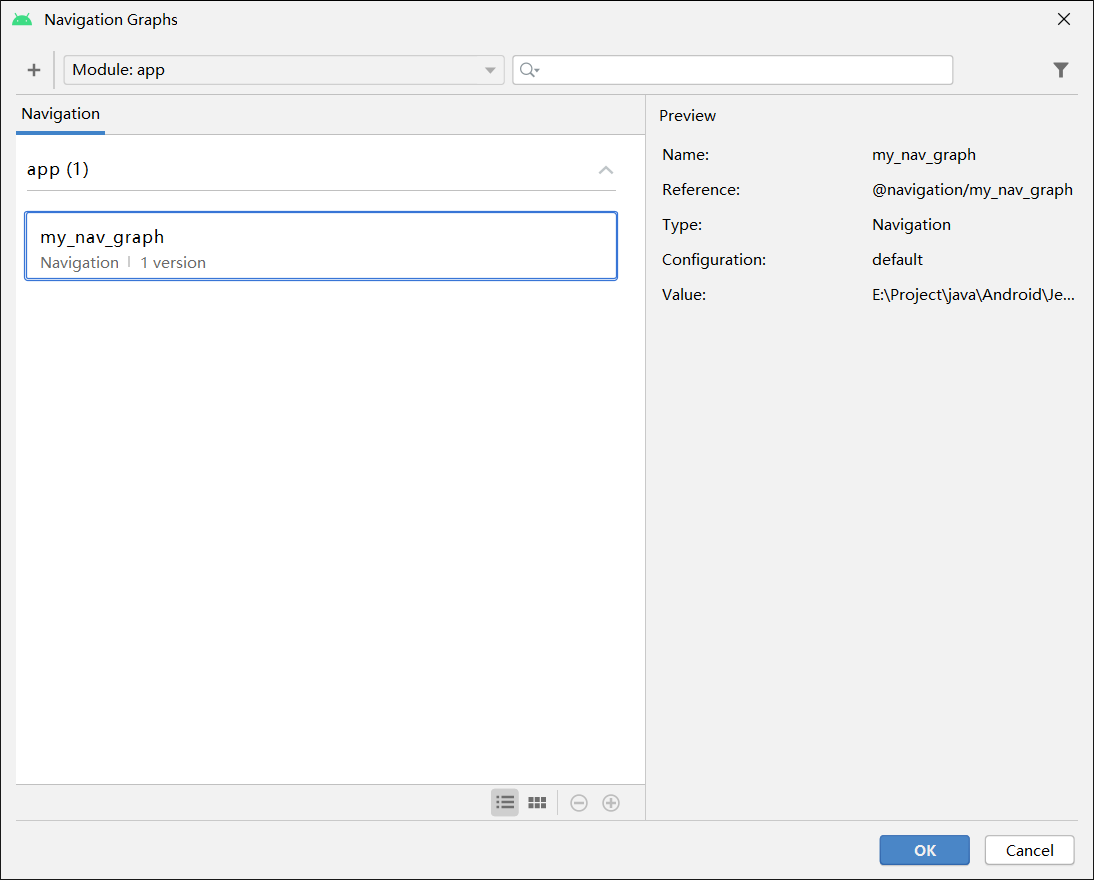 Navigation Graphs
Module: app
Navigation
app (1)
my_nav_graph
Navigation | 1 version
Preview
Name: my_nav_graph
Reference: @navigation/my_nav_graph
Type: Navigation
Configuration: default
Value: E:\Project\java\Android\Je...
OK Cancel